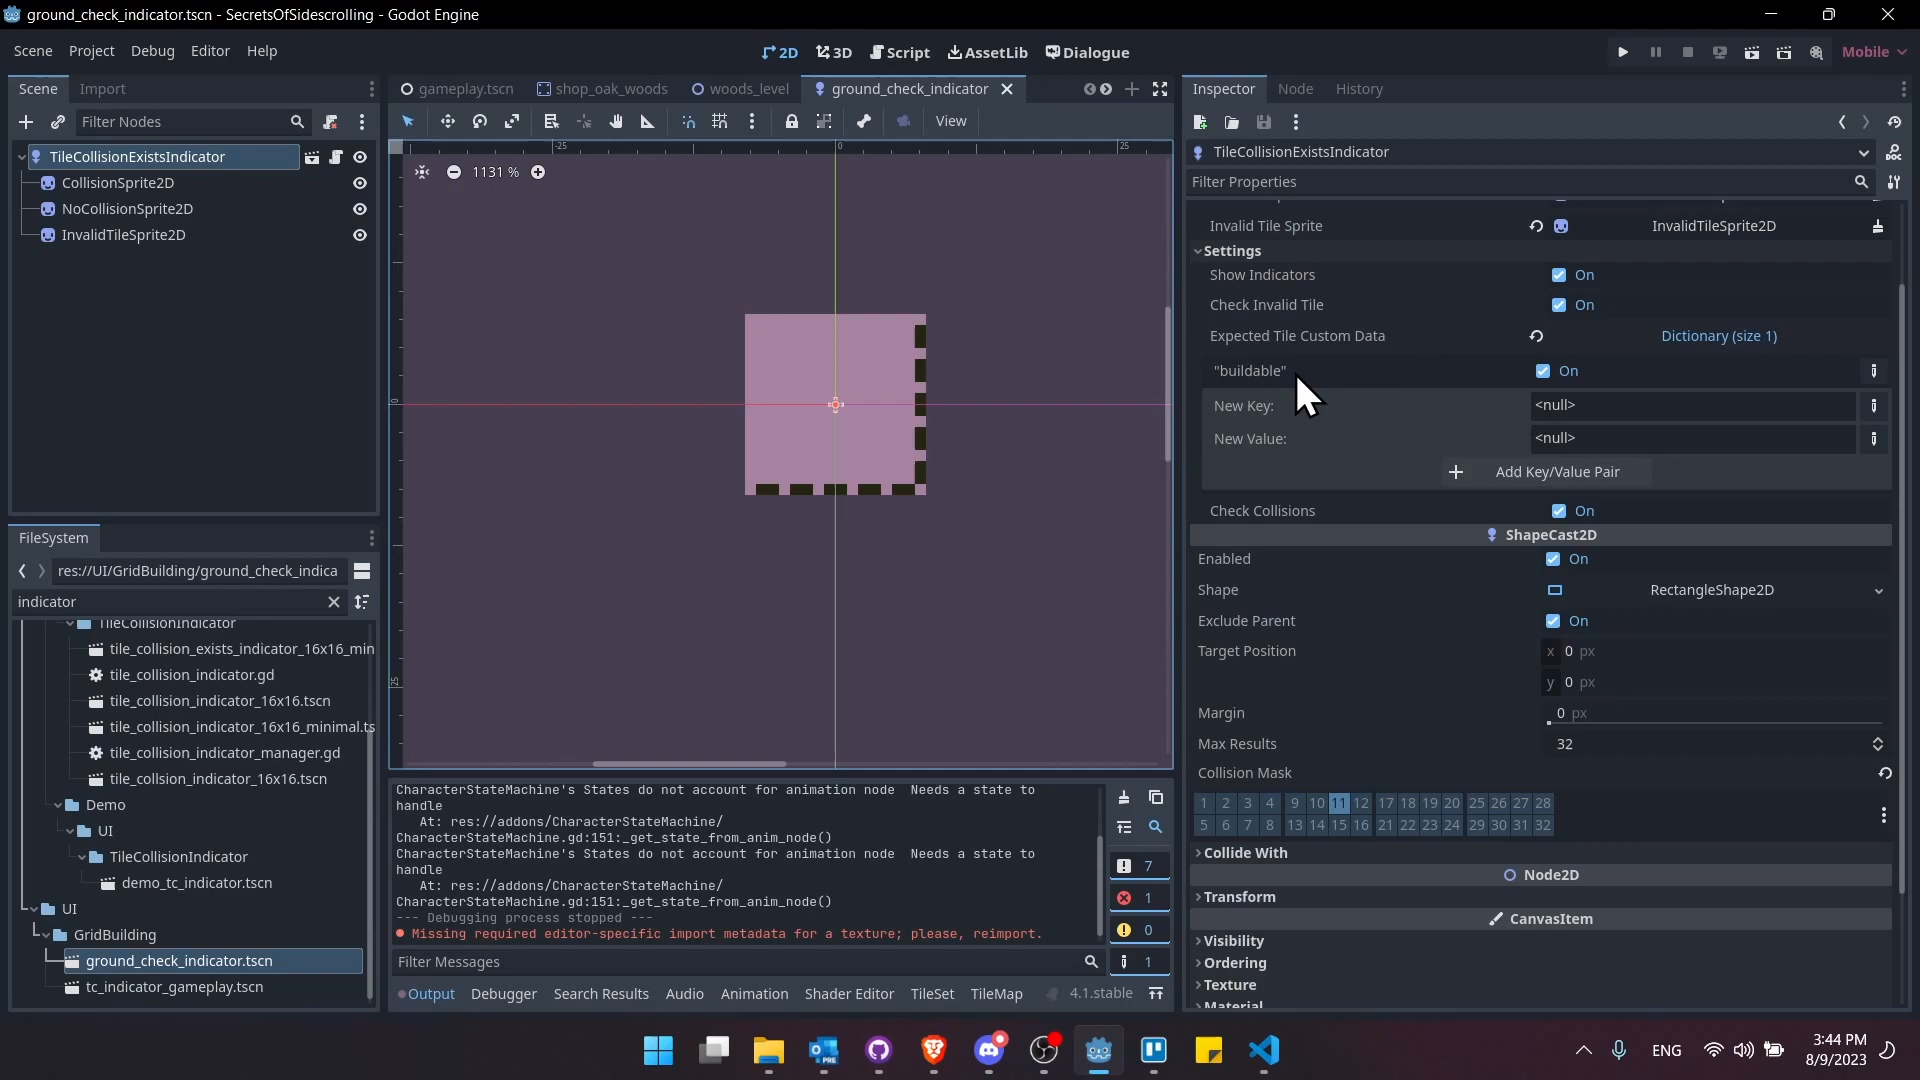 ground_check_indicator.tscn - SecretsOfSidescrolling - Godot Engine
Scene Project Debug Editor Help
2D 3D Script AssetLib Dialogue
Mobile
Scene Import
gameplay.tscn shop_oak_woods woods_level ground_check_indicator
Inspector Node History
Filter Nodes
View
TileCollisionExistsIndicator
CollisionSprite2D
NoCollisionSprite2D
InvalidTileSprite2D
-25 0 25
1131 %
0
25
TileCollisionExistsIndicator
Filter Properties
Invalid Tile Sprite InvalidTileSprite2D
Settings
Show Indicators On
Check Invalid Tile On
Expected Tile Custom Data Dictionary (size 1)
"buildable" On
New Key: <null>
New Value: <null>
Add Key/Value Pair
Check Collisions On
ShapeCast2D
Enabled On
Shape RectangleShape2D
Exclude Parent On
Target Position x 0 px
y 0 px
Margin 0 px
Max Results 32
Collision Mask
1 2 3 4 9 10 11 12 17 18 19 20 25 26 27 28
5 6 7 8 13 14 15 16 21 22 23 24 29 30 31 32
Collide With
Node2D
Transform
CanvasItem
Visibility
Ordering
Texture
Material
FileSystem
res://UI/GridBuilding/ground_check_indica
indicator
TileCollisionIndicator
tile_collision_exists_indicator_16x16_min
tile_collision_indicator.gd
tile_collision_indicator_16x16.tscn
tile_collision_indicator_16x16_minimal.ts
tile_collision_indicator_manager.gd
tile_collsion_indicator_16x16.tscn
Demo
UI
TileCollisionIndicator
demo_tc_indicator.tscn
UI
GridBuilding
ground_check_indicator.tscn
tc_indicator_gameplay.tscn
CharacterStateMachine's States do not account for animation node  Needs a state to
handle
At: res://addons/CharacterStateMachine/
CharacterStateMachine.gd:151:_get_state_from_anim_node()
CharacterStateMachine's States do not account for animation node  Needs a state to
handle
At: res://addons/CharacterStateMachine/
CharacterStateMachine.gd:151:_get_state_from_anim_node()
--- Debugging process stopped ---
Missing required editor-specific import metadata for a texture; please, reimport.
7
1
0
1
Filter Messages
Output Debugger Search Results Audio Animation Shader Editor TileSet TileMap 4.1.stable
ENG
3:44 PM
8/9/2023